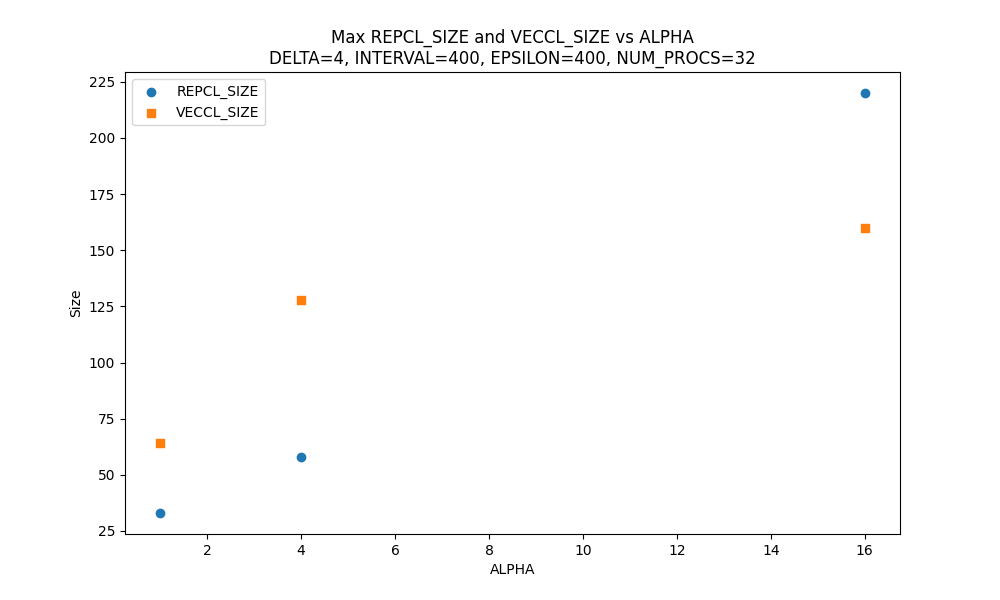 Max REPCL_SIZE and VECCL_SIZE vs ALPHA
DELTA=4, INTERVAL=400, EPSILON=400, NUM_PROCS=32
REPCL_SIZE
VECCL_SIZE
225
200
175
150
125
100
75
50
25
Size
2
4
6
8
10
12
14
16
ALPHA